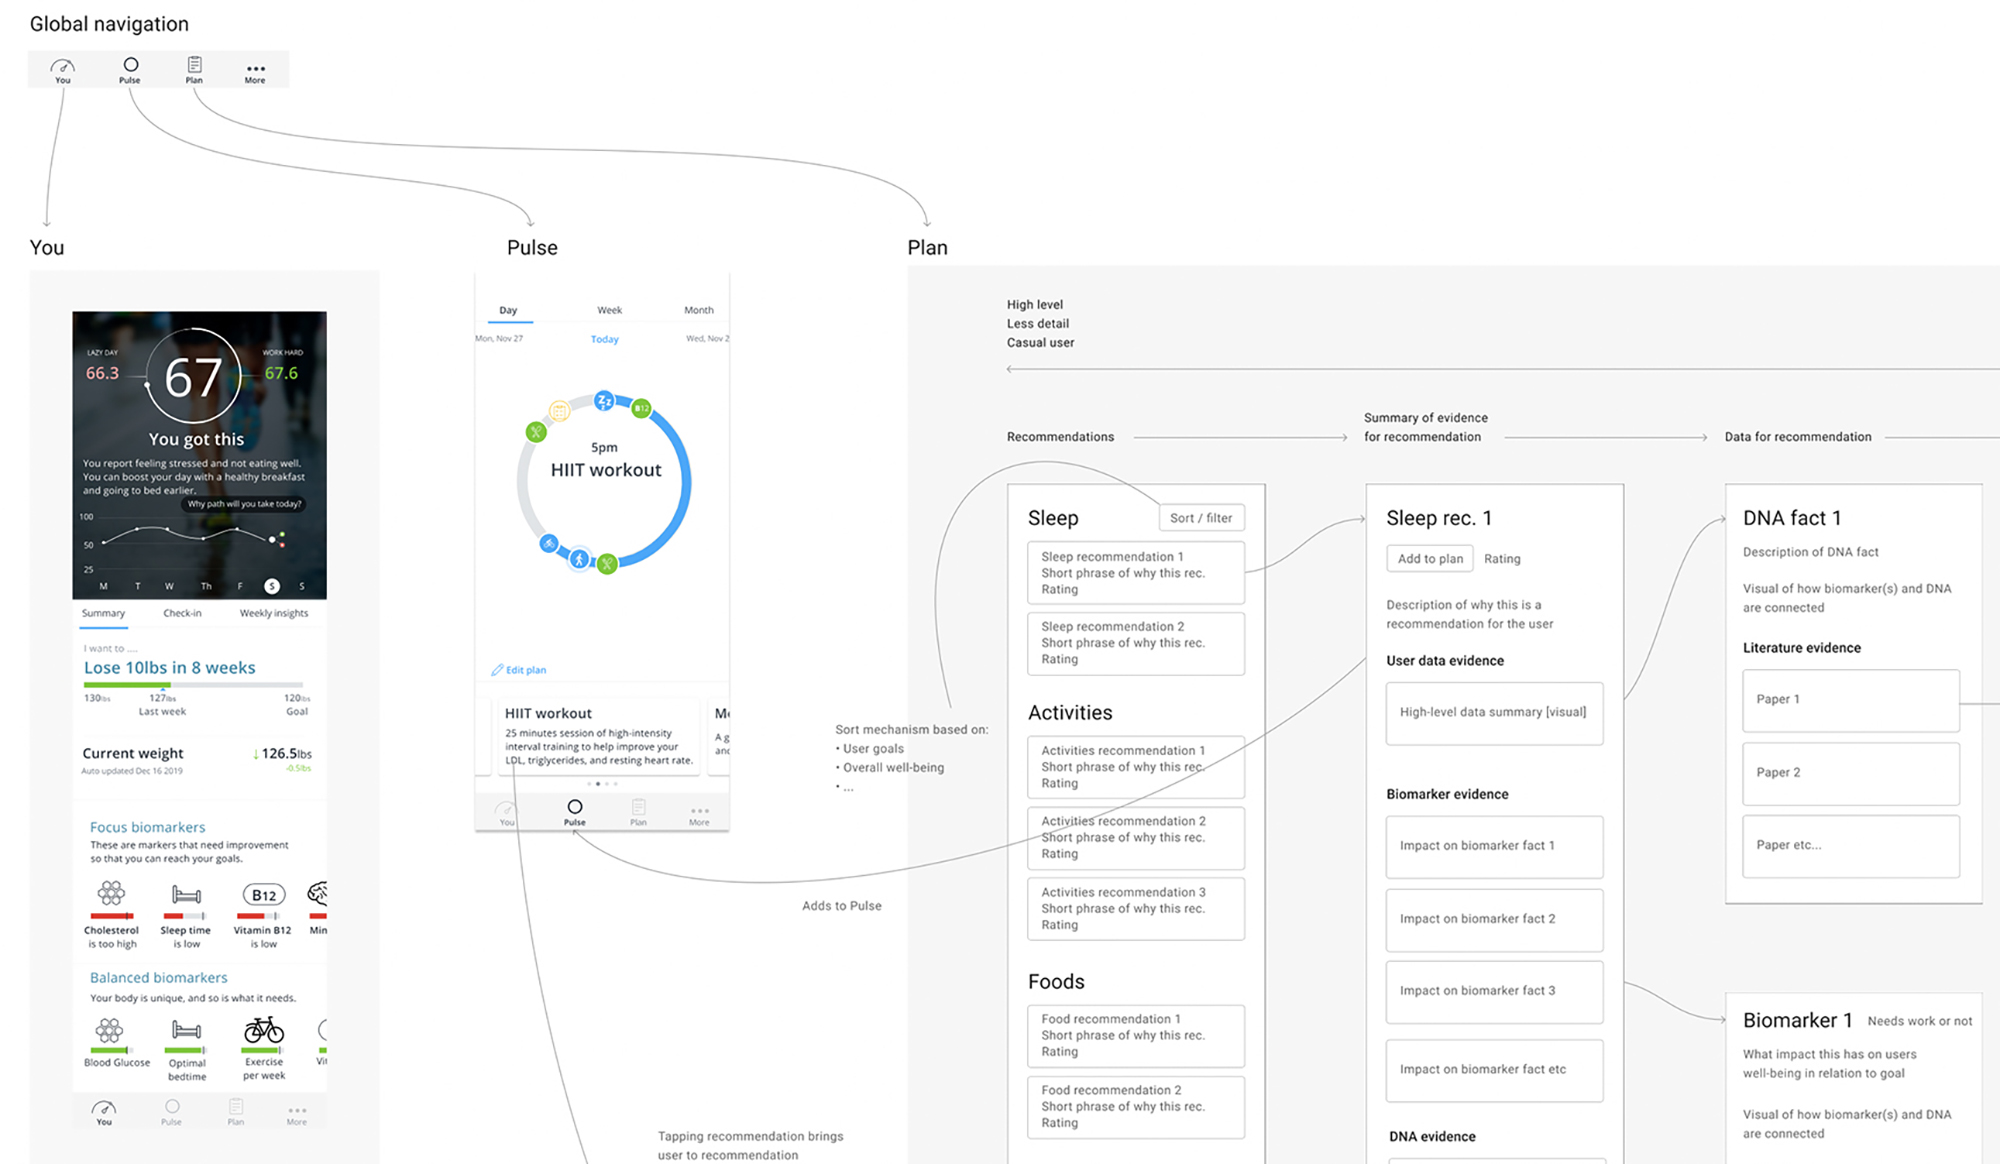 Global navigation
You
Pulse
Plan
More
You
Pulse
Plan
LAZY DAY
66.3
67
WORK HARD
67.6
You got this
You report feeling stressed and not eating well.
You can boost your day with a healthy breakfast
and going to bed earlier.
Why path will you take today?
100
50
25
M T W Th F S S
Summary
Check-in
Weekly insights
I want to ....
Lose 10lbs in 8 weeks
130lbs
127lbs
120lbs
Last week
Goal
Current weight
↓126.5lbs
Auto updated Dec 16 2019
-0.5lbs
Focus biomarkers
These are markers that need improvement
so that you can reach your goals.
B12
Cholesterol
is too high
Sleep time
is low
Vitamin B12
is low
Min
Balanced biomarkers
Your body is unique, and so is what it needs.
Blood Glucose
Optimal
bedtime
Exercise
per week
Vit
You
Pulse
Plan
More
Day
Week
Month
Mon, Nov 27
Today
Wed, Nov 2
Zz
B12
5pm
HIIT workout
Edit plan
HIIT workout
25 minutes session of high-intensity
interval training to help improve your
LDL, triglycerides, and resting heart rate.
Me
A g
and
You
Pulse
Plan
More
Adds to Pulse
Tapping recommendation brings
user to recommendation
Sort mechanism based on:
• User goals
• Overall well-being
• ...
High level
Less detail
Casual user
Recommendations
Summary of evidence
for recommendation
Data for recommendation
Sleep
Sort / filter
Sleep recommendation 1
Short phrase of why this rec.
Rating
Sleep recommendation 2
Short phrase of why this rec.
Rating
Activities
Activities recommendation 1
Short phrase of why this rec.
Rating
Activities recommendation 2
Short phrase of why this rec.
Rating
Activities recommendation 3
Short phrase of why this rec.
Rating
Foods
Food recommendation 1
Short phrase of why this rec.
Rating
Food recommendation 2
Short phrase of why this rec.
Rating
Sleep rec. 1
Add to plan
Rating
Description of why this is a
recommendation for the user
User data evidence
High-level data summary [visual]
Biomarker evidence
Impact on biomarker fact 1
Impact on biomarker fact 2
Impact on biomarker fact 3
Impact on biomarker fact etc
DNA evidence
DNA fact 1
Description of DNA fact
Visual of how biomarker(s) and DNA
are connected
Literature evidence
Paper 1
Paper 2
Paper etc...
Biomarker 1
Needs work or not
What impact this has on users
well-being in relation to goal
Visual of how biomarker(s) and DNA
are connected